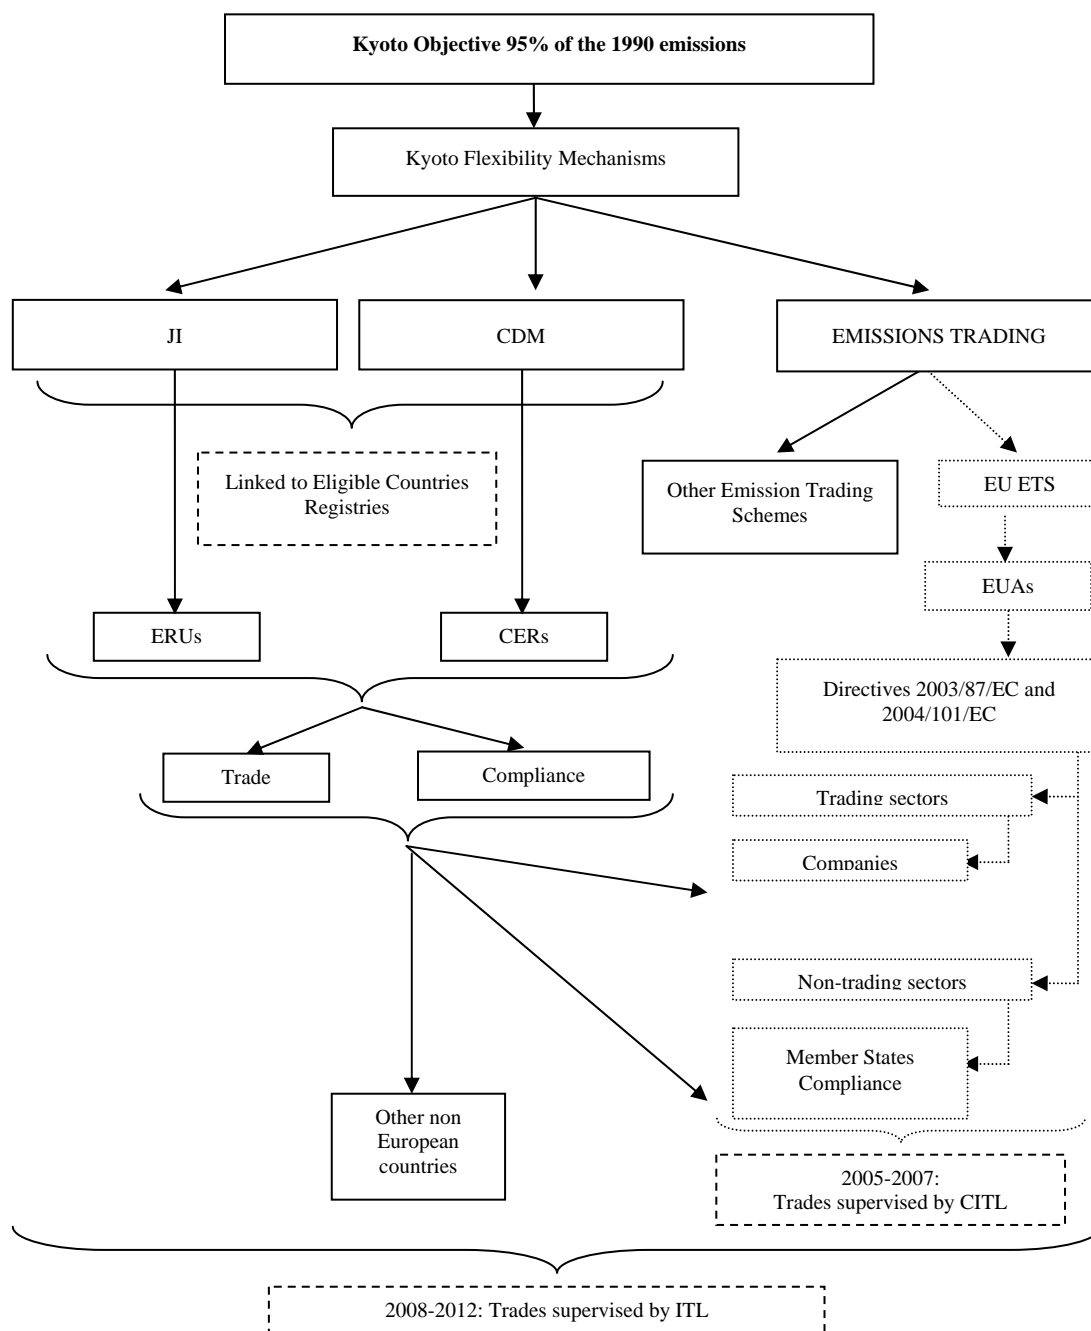 Kyoto Objective 95% of the 1990 emissions
Kyoto Flexibility Mechanisms
JI
CDM
EMISSIONS TRADING
Linked to Eligible Countries
Registries
Other Emission Trading
Schemes
EU ETS
EUAs
ERUs
CERs
Directives 2003/87/EC and
2004/101/EC
Trade
Compliance
Trading sectors
Companies
Non-trading sectors
Member States
Compliance
Other non
European
countries
2005-2007:
Trades supervised by CITL
2008-2012: Trades supervised by ITL